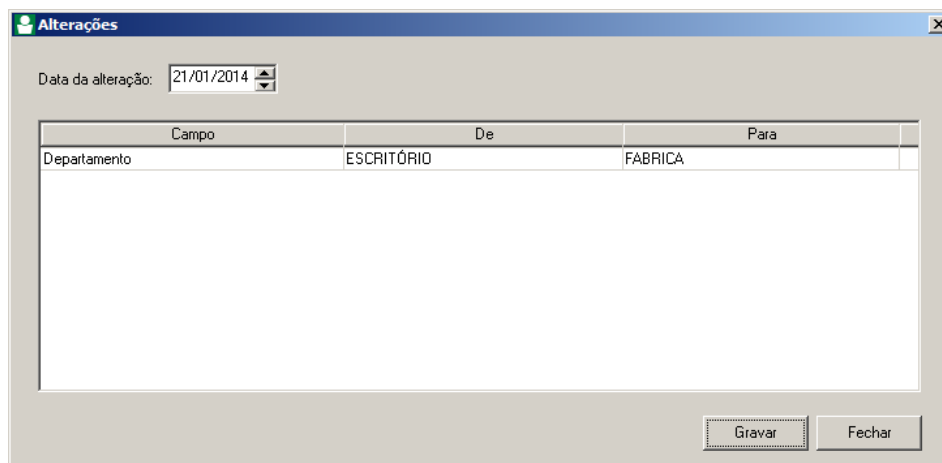 Alterações
Data da alteração: 21/01/2014
Campo De Para
Departamento ESCRITÓRIO FABRICA
Gravar Fechar